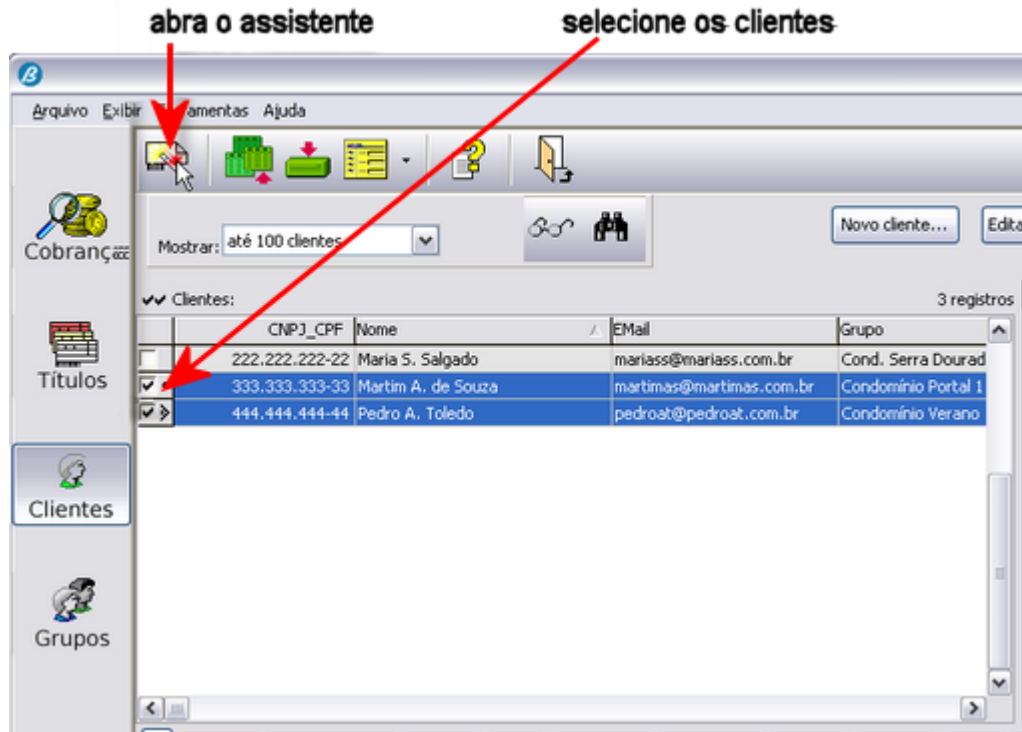 abra o assistente selecione os clientes
Arquivo Exibir Ferramentas Ajuda
Mostrar: até 100 clientes Novo cliente... Edita
Clientes: 3 registros
CNPJ_CPF Nome EMail Grupo
222.222.222-22 Maria S. Salgado mariass@mariass.com.br Cond. Serra Dourad
333.333.333-33 Martim A. de Souza martimas@martimas.com.br Condomínio Portal 1
444.444.444-44 Pedro A. Toledo pedroat@pedroat.com.br Condomínio Verano
Títulos
Clientes
Grupos